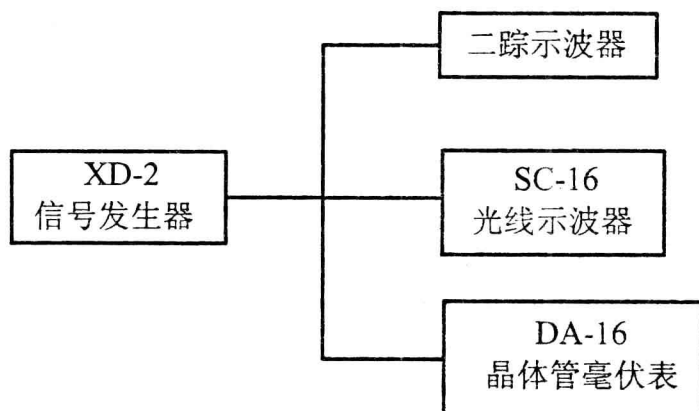 二踪示波器
XD-2
信号发生器
SC-16
光线示波器
DA-16
晶体管毫伏表